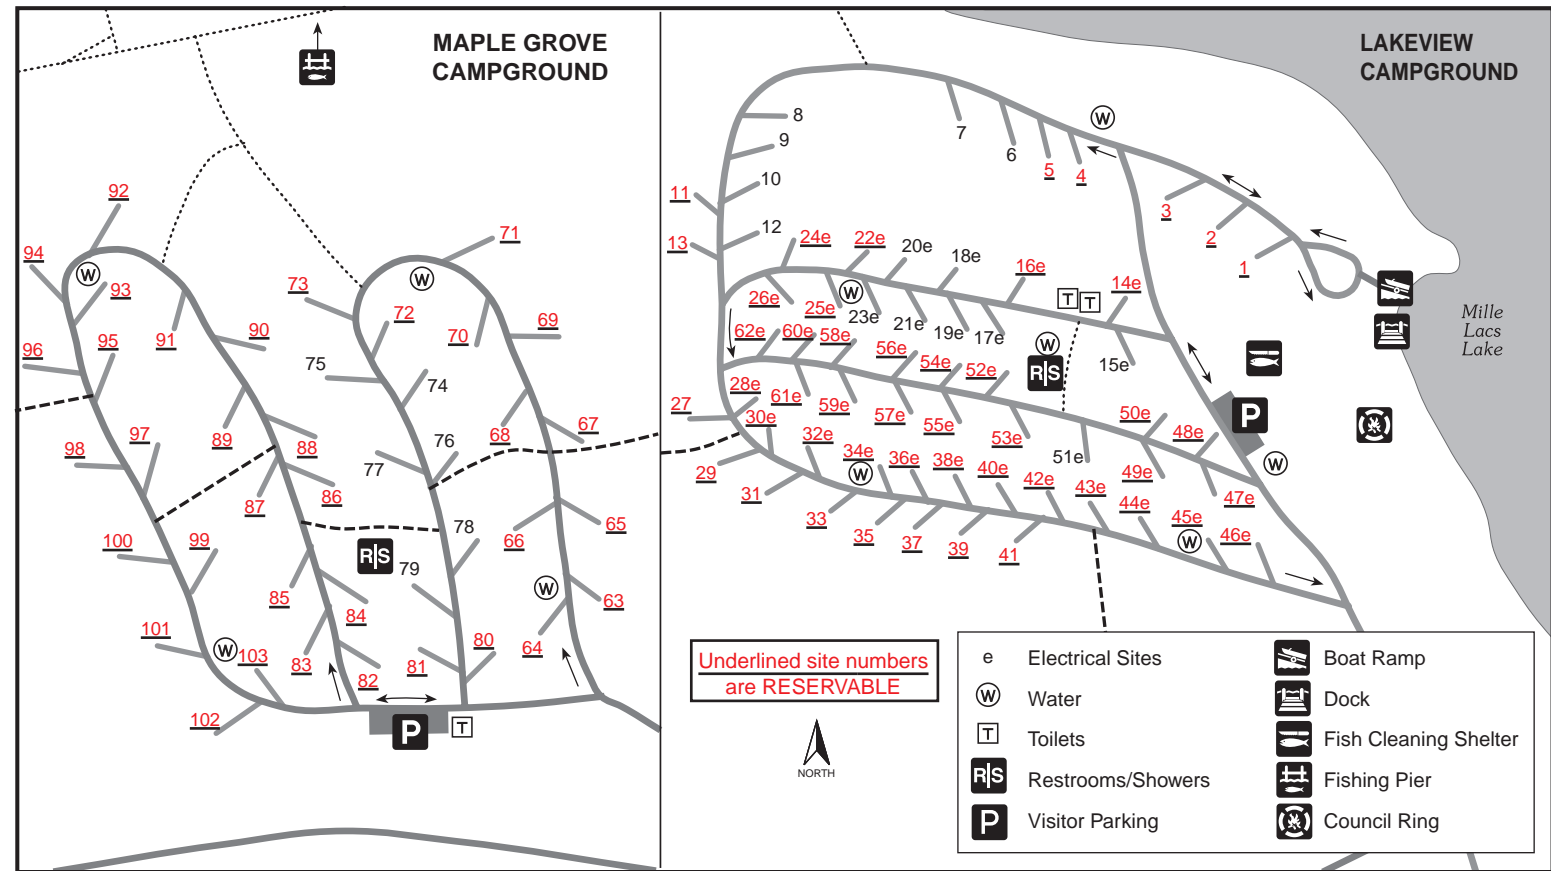 MAPLE GROVE
CAMPGROUND
92
94
93
95
96
91
90
97
98
89
88
87
86
99
100
101
103
102
85
84
83
82
81
80
79
78
77
76
75
74
73
72
71
70
69
68
67
66
65
64
63
W
W
W
W
R|S
P
T
LAKEVIEW
CAMPGROUND
Mille
Lacs
Lake
1
2
3
4
5
6
7
8
9
10
11
12
13
14e
15e
16e
17e
18e
19e
20e
21e
22e
23e
24e
25e
26e
27
28e
29
30e
31
32e
33
34e
35
36e
37
38e
39
40e
41
42e
43e
44e
45e
46e
47e
48e
49e
50e
51e
52e
53e
54e
55e
56e
57e
58e
59e
60e
61e
62e
W
W
W
W
W
W
T T
R|S
P
Underlined site numbers
are RESERVABLE
NORTH
e Electrical Sites
W Water
T Toilets
R|S Restrooms/Showers
P Visitor Parking
Boat Ramp
Dock
Fish Cleaning Shelter
Fishing Pier
Council Ring